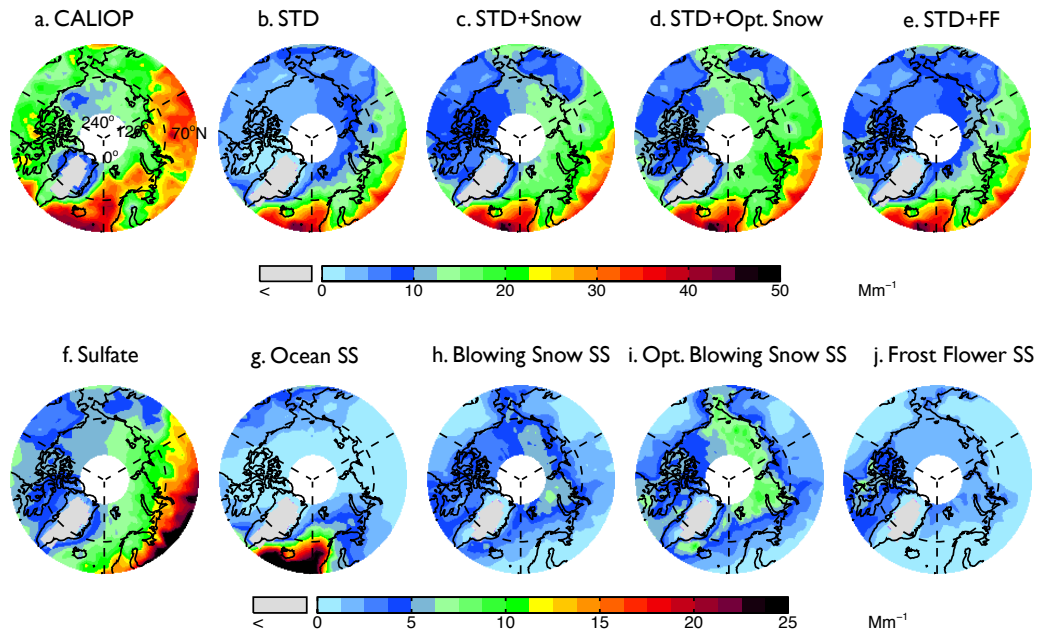 a. CALIOP b. STD c. STD+Snow d. STD+Opt. Snow e. STD+FF
240° 120° 70°N
0°
< 0 10 20 30 40 50 Mm⁻¹
f. Sulfate g. Ocean SS h. Blowing Snow SS i. Opt. Blowing Snow SS j. Frost Flower SS
< 0 5 10 15 20 25 Mm⁻¹